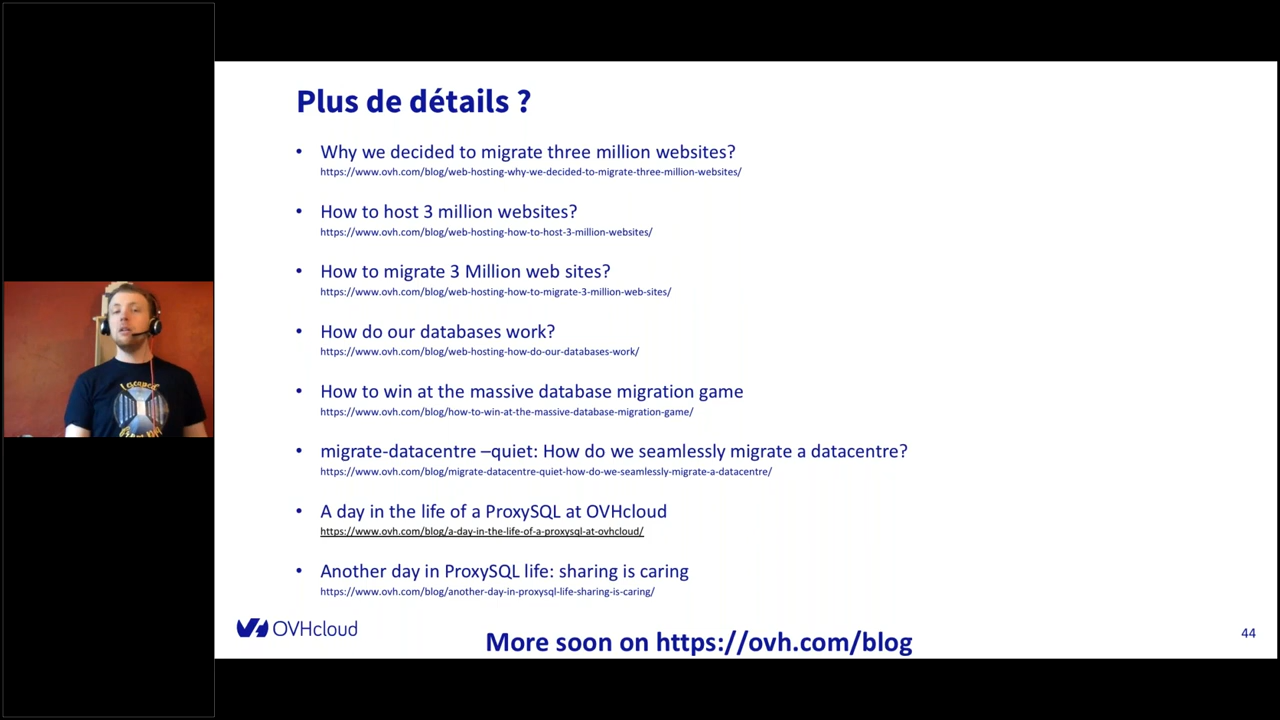 Plus de détails ?
• Why we decided to migrate three million websites?
https://www.ovh.com/blog/web-hosting-why-we-decided-to-migrate-three-million-websites/
• How to host 3 million websites?
https://www.ovh.com/blog/web-hosting-how-to-host-3-million-websites/
• How to migrate 3 Million web sites?
https://www.ovh.com/blog/web-hosting-how-to-migrate-3-million-web-sites/
• How do our databases work?
https://www.ovh.com/blog/web-hosting-how-do-our-databases-work/
• How to win at the massive database migration game
https://www.ovh.com/blog/how-to-win-at-the-massive-database-migration-game/
• migrate-datacentre –quiet: How do we seamlessly migrate a datacentre?
https://www.ovh.com/blog/migrate-datacentre-quiet-how-do-we-seamlessly-migrate-a-datacentre/
• A day in the life of a ProxySQL at OVHcloud
https://www.ovh.com/blog/a-day-in-the-life-of-a-proxysql-at-ovhcloud/
• Another day in ProxySQL life: sharing is caring
https://www.ovh.com/blog/another-day-in-proxysql-life-sharing-is-caring/
OVHcloud
More soon on https://ovh.com/blog
44
I escaped